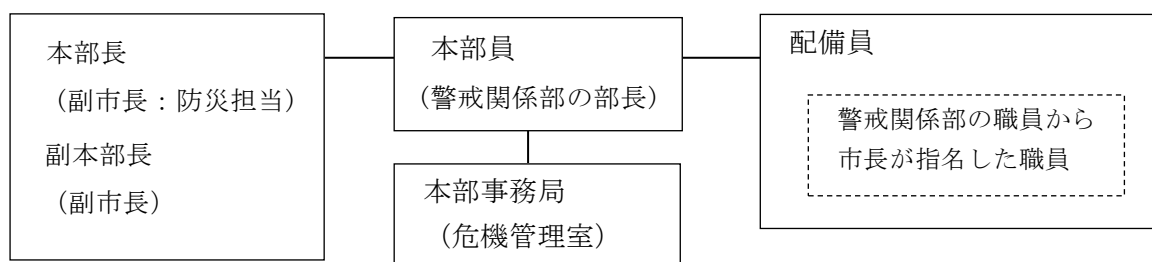 本部長
（副市長：防災担当）
副本部長
（副市長）
本部員
（警戒関係部の部長）
本部事務局
（危機管理室）
配備員
警戒関係部の職員から
市長が指名した職員